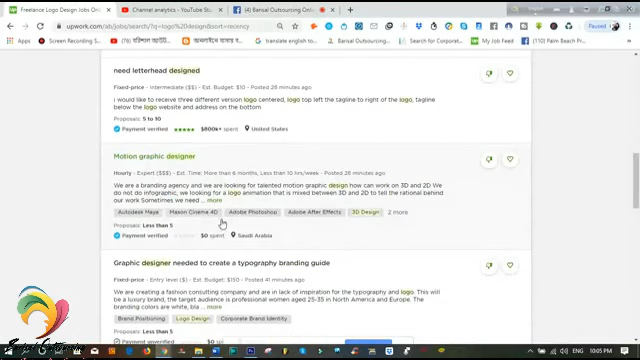 Freelance Logo Design Jobs Onl
Channel analytics - YouTube St
(4) Barisal Outsourcing
upwork.com/ab/jobs/search/?q=logo%20design&sort=recency
Paused
Apps
Screen Recording S
বরিশাল
translate english to
Barisal Outsourcing
Search for Corporate
My Job Feed
(110) Palm Beach Pr
need letterhead designed
Fixed-price - Intermediate ($$) - Est. Budget: $10 - Posted 28 minutes ago
i would like to receive three different version logo centered, logo top left the tagline to right of the logo, tagline
below the logo website and address on the bottom
Proposals: 5 to 10
Payment verified $800k+ spent United States
Motion graphic designer
Hourly - Expert ($$$) - Est. Time: More than 6 months, Less than 10 hrs/week - Posted 28 minutes ago
We are a branding agency and we are looking for talented motion graphic design how can work on 3D and 2D We
do not do infographic, we looking for a logo animation that is mixed between 3D and 2D to tell the rational behind
our work Sometimes we need ... more
Autodesk Maya Maxon Cinema 4D Adobe Photoshop Adobe After Effects 3D Design 2 more
Proposals: Less than 5
Payment verified $0 spent Saudi Arabia
Graphic designer needed to create a typography branding guide
Fixed-price - Entry level ($) - Est. Budget: $150 - Posted 41 minutes ago
We are creating a fashion consulting company and are in lack of inspiration for the typography and logo. This will
be a luxury brand, the target audience is professional women aged 25-35 in North America and Europe. The
branding colors are white, bla... more
Brand Positioning Logo Design Corporate Brand Identity
Proposals: Less than 5
Payment unverified $0
Barisal Outsourcing
ENG 10:05 PM